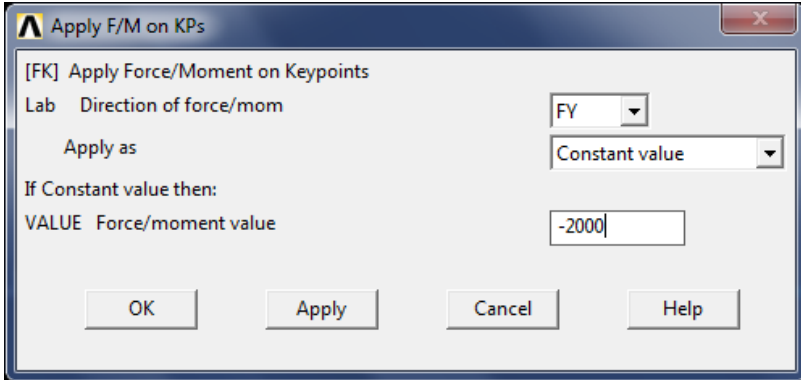 Apply F/M on KPs
[FK] Apply Force/Moment on Keypoints
Lab Direction of force/mom FY
Apply as Constant value
If Constant value then:
VALUE Force/moment value -2000
OK Apply Cancel Help